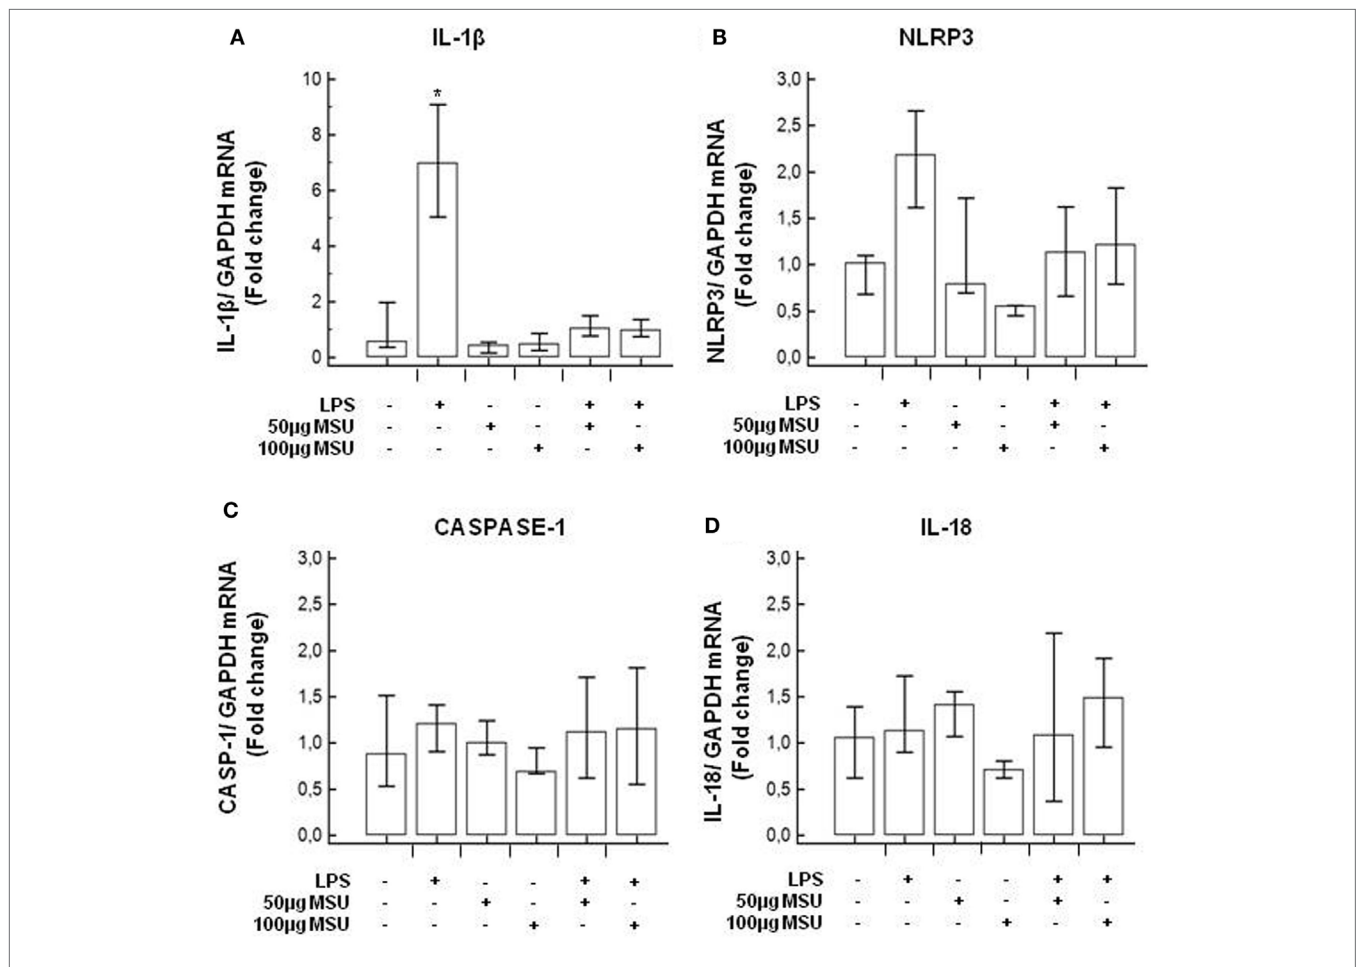 A
IL-1β
IL-1β/ GAPDH mRNA
(Fold change)
10
8
6
4
2
0
*
LPS - + - - + +
50µg MSU - - + - + -
100µg MSU - - - + - +
B
NLRP3
NLRP3/ GAPDH mRNA
(Fold change)
3,0
2,5
2,0
1,5
1,0
0,5
0,0
LPS - + - - + +
50µg MSU - - + - + -
100µg MSU - - - + - +
C
CASPASE-1
CASP-1/ GAPDH mRNA
(Fold change)
3,0
2,5
2,0
1,5
1,0
0,5
0,0
LPS - + - - + +
50µg MSU - - + - + -
100µg MSU - - - + - +
D
IL-18
IL-18/ GAPDH mRNA
(Fold change)
3,0
2,5
2,0
1,5
1,0
0,5
0,0
LPS - + - - + +
50µg MSU - - + - + -
100µg MSU - - - + - +